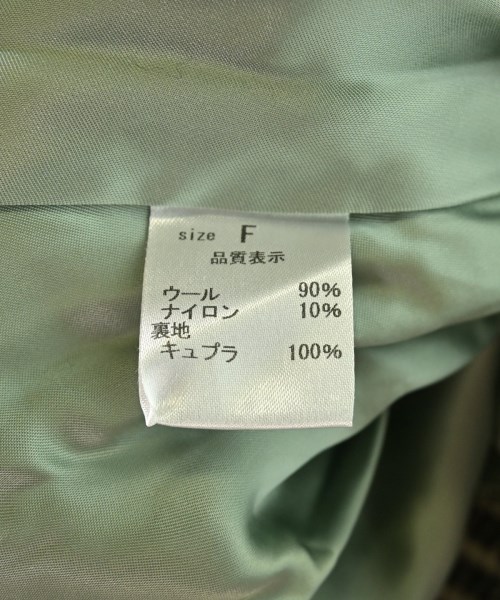 size F
品質表示
ウール 90%
ナイロン 10%
裏地
キュプラ 100%